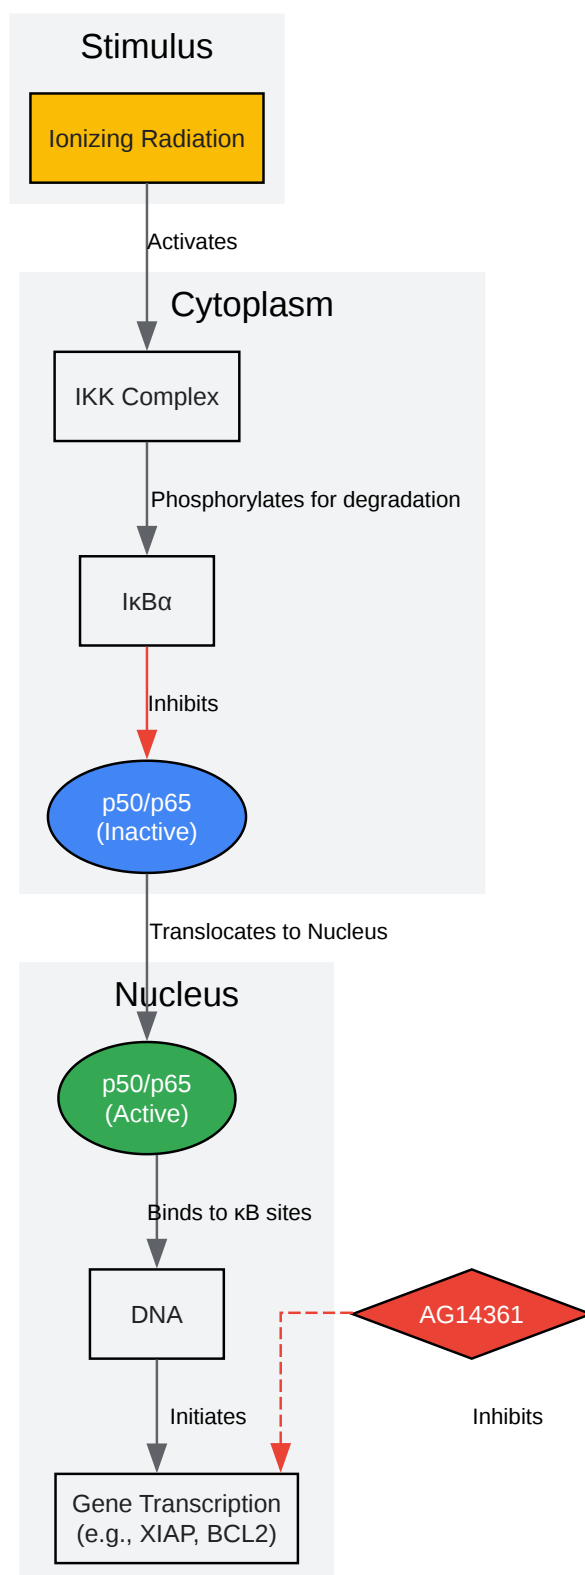 Stimulus
Ionizing Radiation
Activates
Cytoplasm
IKK Complex
Phosphorylates for degradation
IκBα
Inhibits
p50/p65
(Inactive)
Translocates to Nucleus
Nucleus
p50/p65
(Active)
Binds to κB sites
DNA
AG14361
Initiates
Inhibits
Gene Transcription
(e.g., XIAP, BCL2)